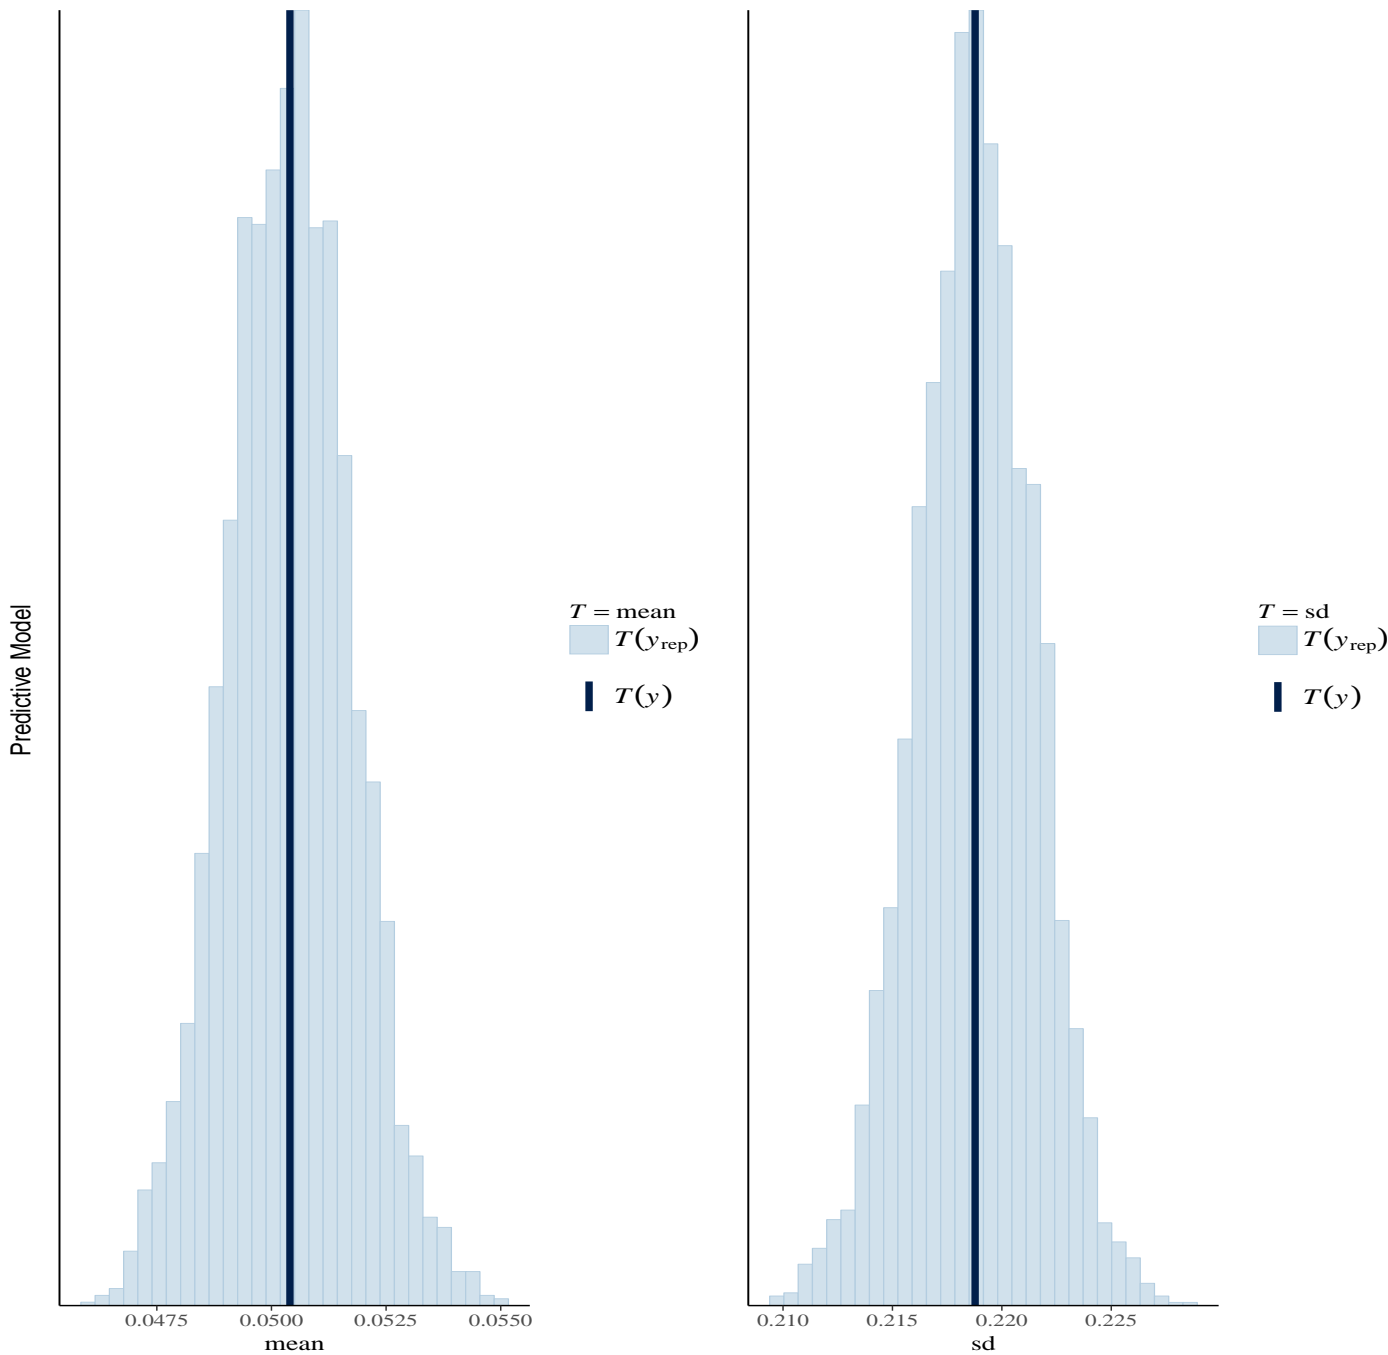 Predictive Model
0.0475 0.0500 0.0525 0.0550
mean
T = mean
T(y_rep)
T(y)
0.210 0.215 0.220 0.225
sd
T = sd
T(y_rep)
T(y)